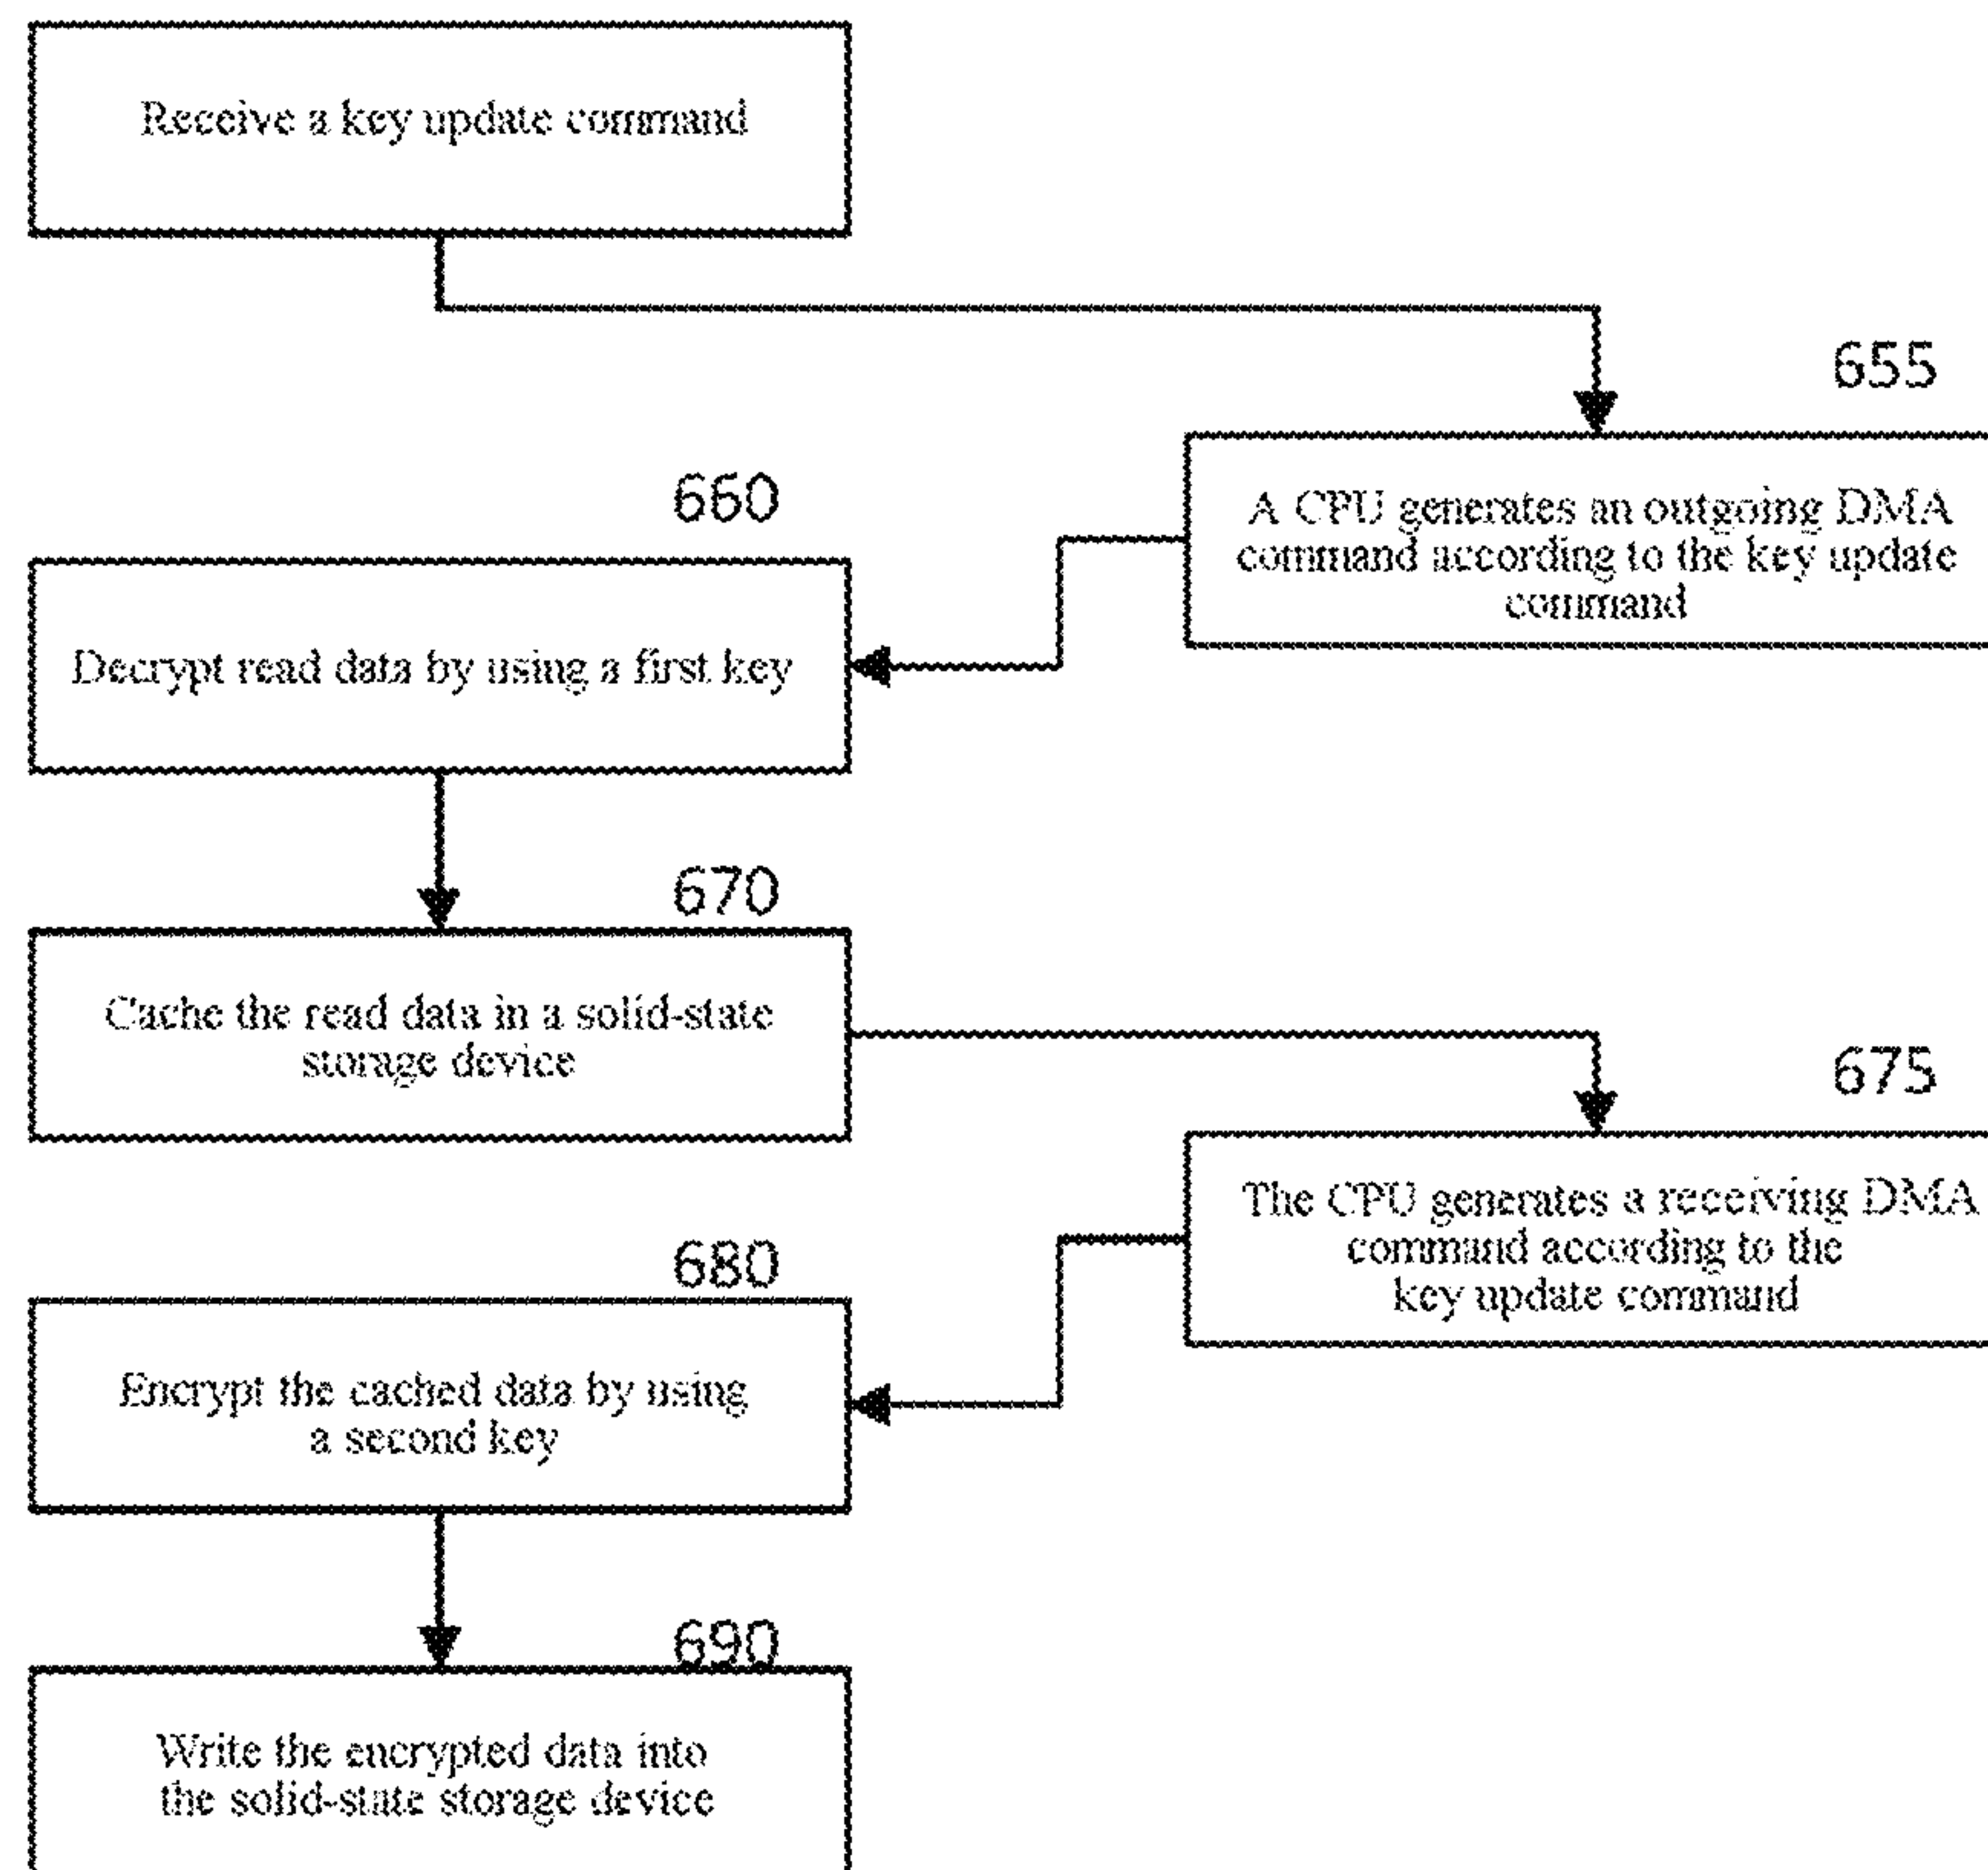 Receive a key update command
655
A CPU generates an outgoing DMA
command according to the key update
command
660
Decrypt read data by using a first key
670
Cache the read data in a solid-state
storage device
675
The CPU generates a receiving DMA
command according to the
key update command
680
Encrypt the cached data by using
a second key
690
Write the encrypted data into
the solid-state storage device